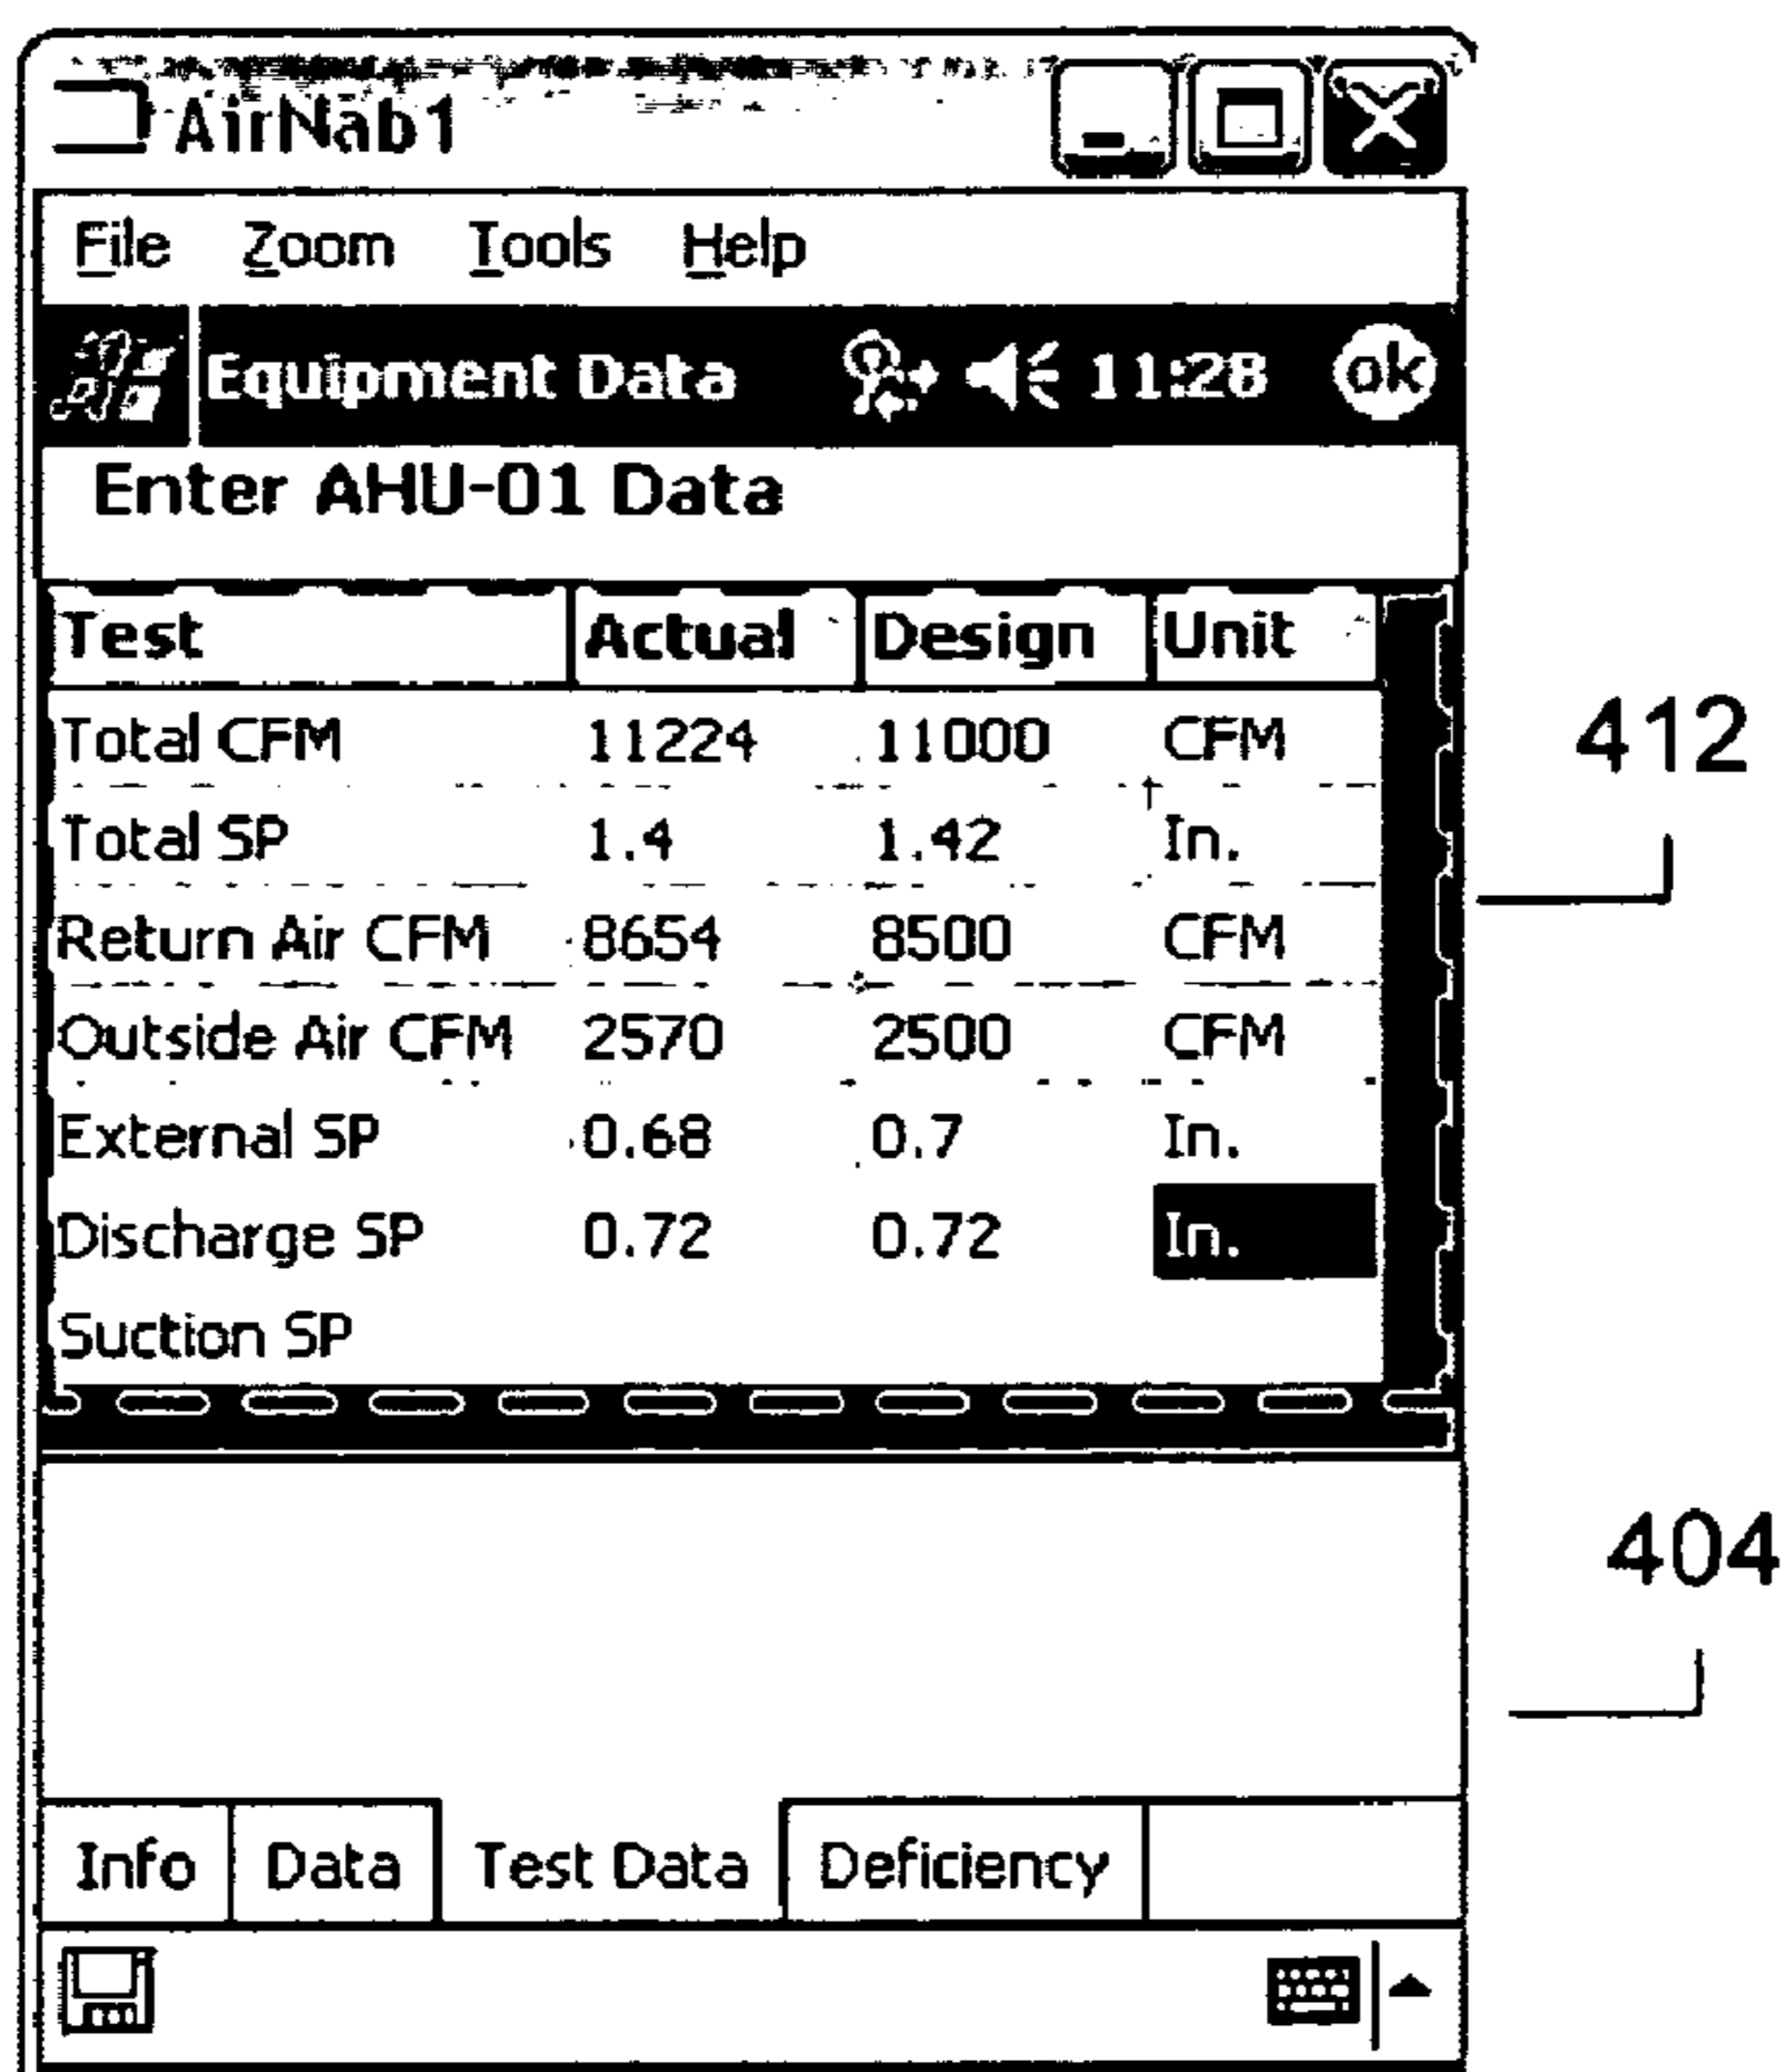 AirNab1
File Zoom Tools Help
Equipment Data 11:28 ok
Enter AHU-01 Data
Test Actual Design Unit
Total CFM 11224 11000 CFM
412
Total SP 1.4 1.42 In.
Return Air CFM 8654 8500 CFM
Outside Air CFM 2570 2500 CFM
External SP 0.68 0.7 In.
Discharge SP 0.72 0.72 In.
Suction SP
404
Info Data Test Data Deficiency